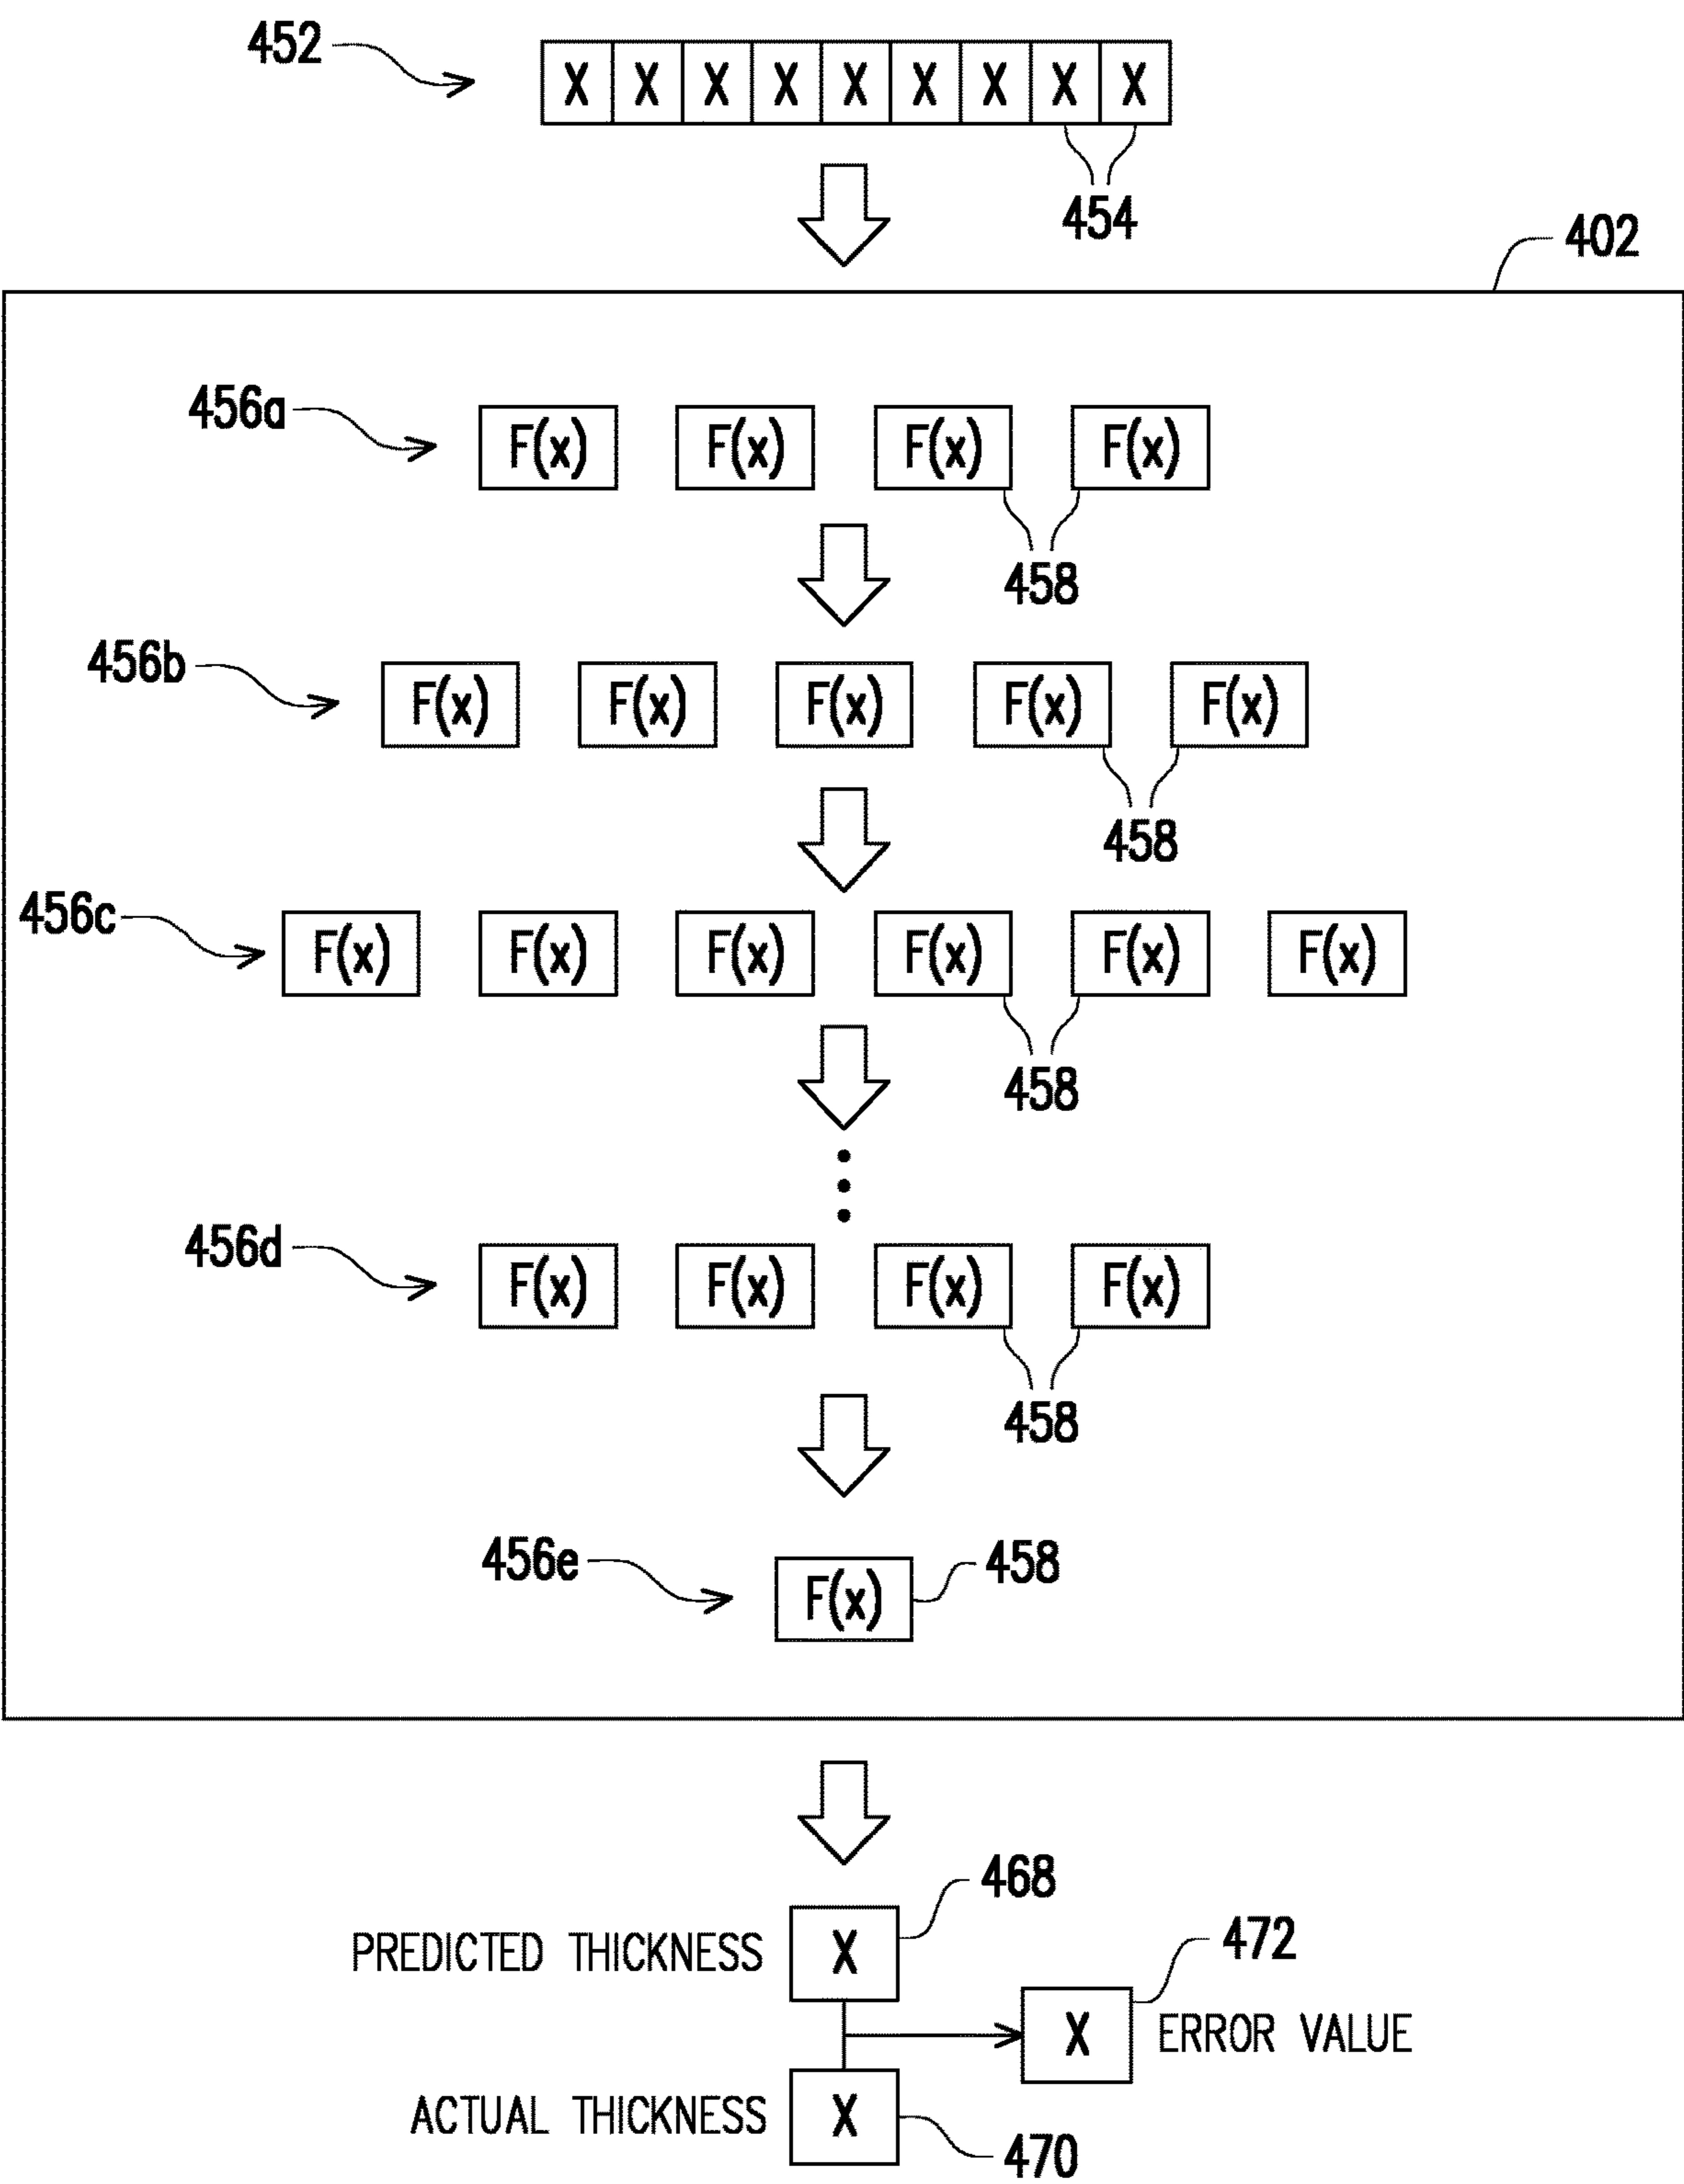 452
X X X X X X X X X
454
402
456a
F(x) F(x) F(x) F(x)
458
456b
F(x) F(x) F(x) F(x) F(x)
458
456c
F(x) F(x) F(x) F(x) F(x) F(x)
458
456d
F(x) F(x) F(x) F(x)
458
456e
F(x)
458
468
PREDICTED THICKNESS
X
472
X
ERROR VALUE
ACTUAL THICKNESS
X
470